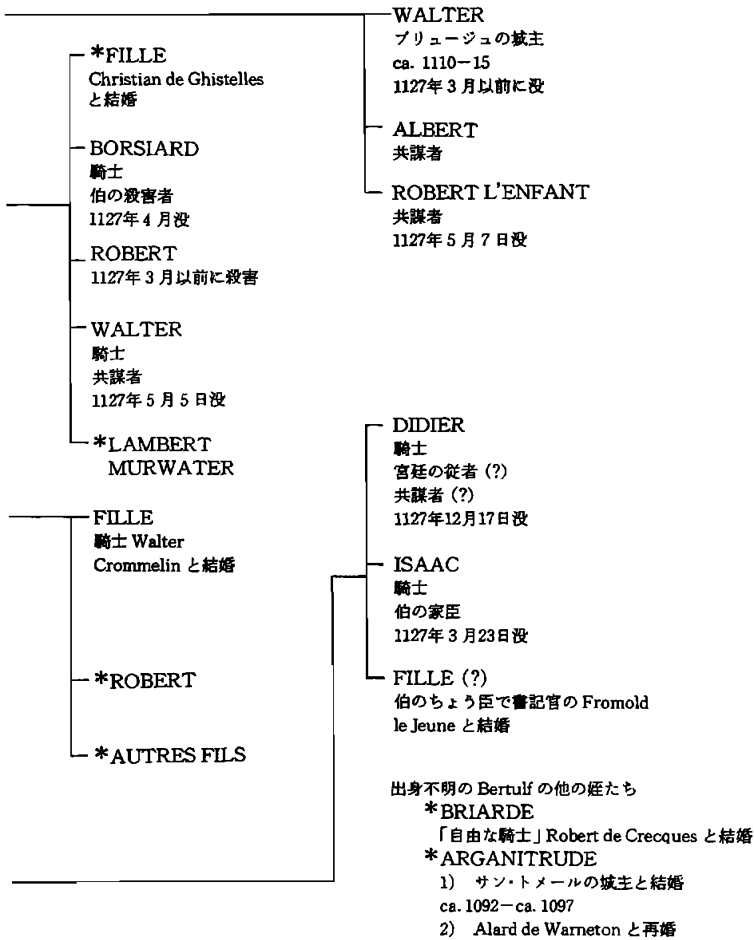 *FILLE
Christian de Ghistelles
と結婚
BORSIARD
騎士
伯の殺害者
1127年4月没
ROBERT
1127年3月以前に殺害
WALTER
騎士
共謀者
1127年5月5日没
*LAMBERT
MURWATER
FILLE
騎士 Walter
Crommelin と結婚
*ROBERT
*AUTRES FILS
WALTER
ブリュージュの城主
ca. 1110-15
1127年3月以前に没
ALBERT
共謀者
ROBERT L'ENFANT
共謀者
1127年5月7日没
DIDIER
騎士
宮廷の従者 (?)
共謀者 (?)
1127年12月17日没
ISAAC
騎士
伯の家臣
1127年3月23日没
FILLE (?)
伯のちょう臣で書記官の Fromold
le Jeune と結婚
出身不明の Bertulf の他の姪たち
*BRIARDE
「自由な騎士」Robert de Crecques と結婚
*ARGANITRUDE
1) サン・トメールの城主と結婚
ca. 1092-ca. 1097
2) Alard de Warneton と再婚